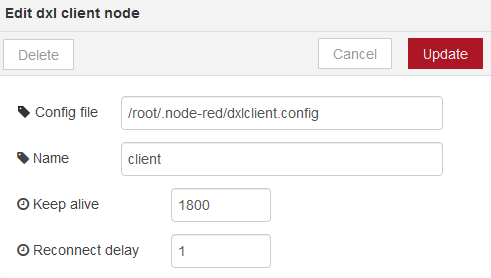 Edit dxl client node
Delete Cancel Update
Config file /root/.node-red/dxlclient.config
Name client
Keep alive 1800
Reconnect delay 1